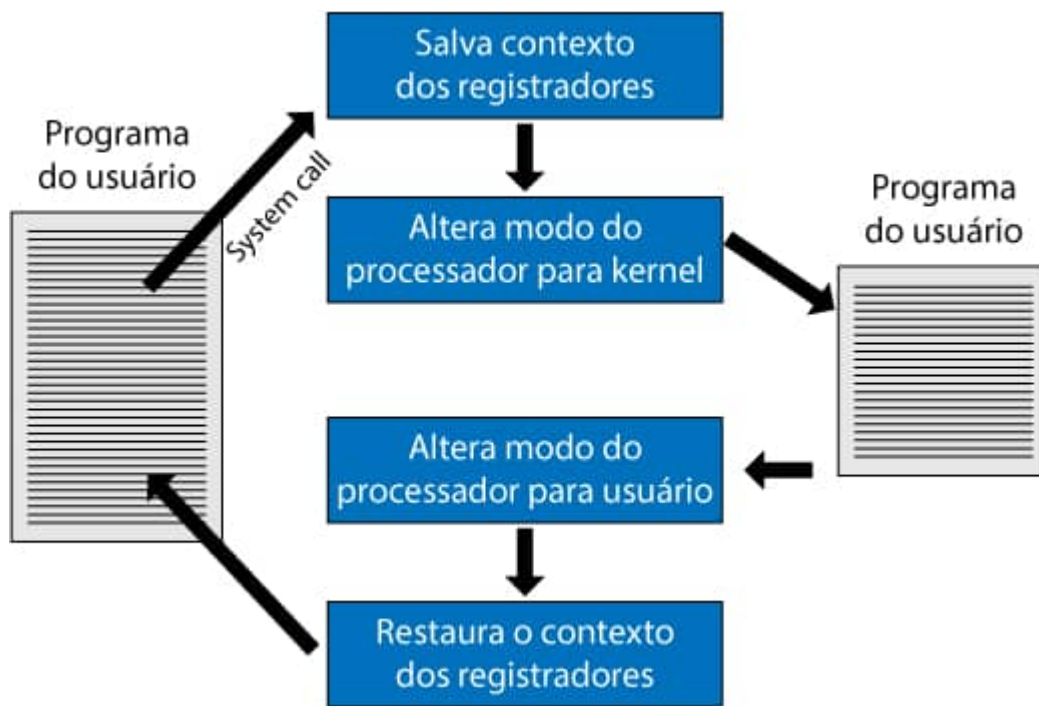 Programa
do usuário
System call
Salva contexto
dos registradores
Altera modo do
processador para kernel
Programa
do usuário
Altera modo do
processador para usuário
Restaura o contexto
dos registradores